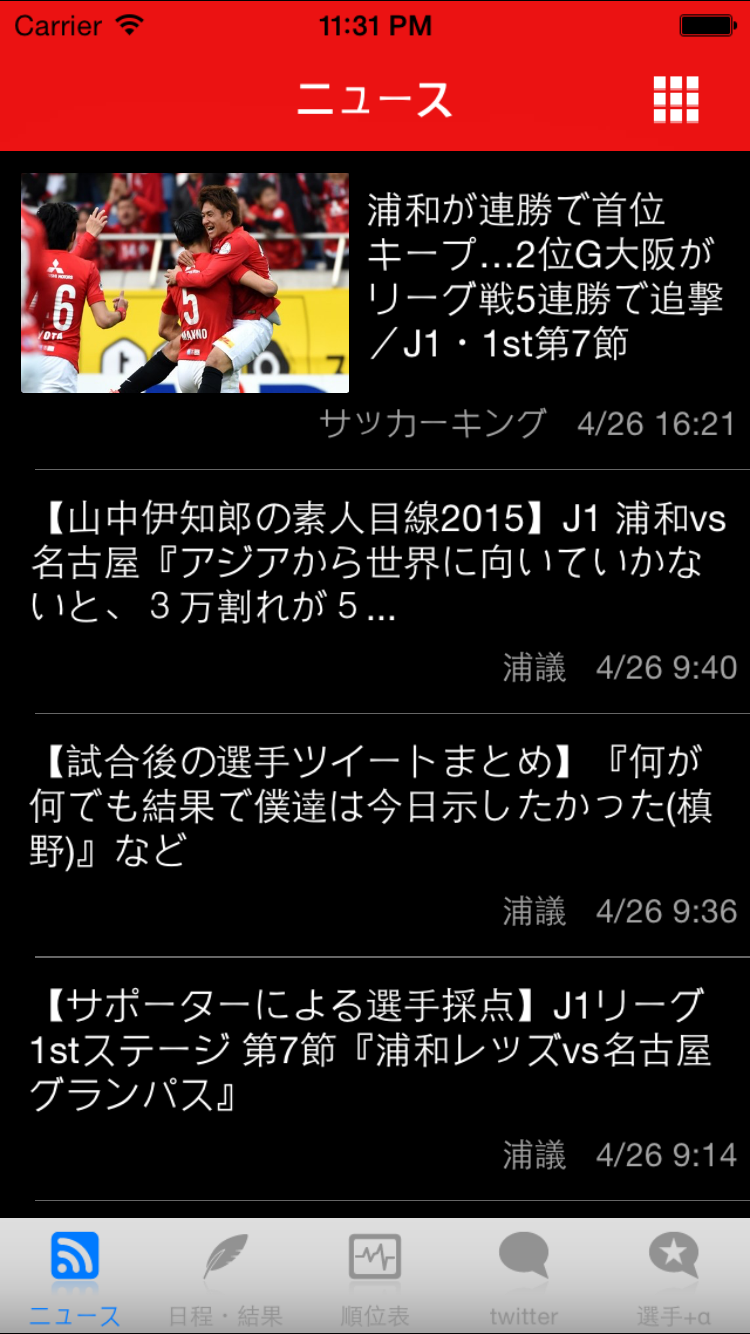 Carrier 11:31 PM
ニュース
浦和が連勝で首位
キープ…2位G大阪が
リーグ戦5連勝で追撃
／J1・1st第7節
6
5
MAKINO
サッカーキング 4/26 16:21
【山中伊知郎の素人目線2015】J1 浦和vs
名古屋『アジアから世界に向いていかな
いと、３万割れが５...
浦議 4/26 9:40
【試合後の選手ツイートまとめ】『何が
何でも結果で僕達は今日示したかった(槙
野)』など
浦議 4/26 9:36
【サポーターによる選手採点】J1リーグ
1stステージ 第7節『浦和レッズvs名古屋
グランパス』
浦議 4/26 9:14
ニュース 日程・結果 順位表 twitter 選手+α